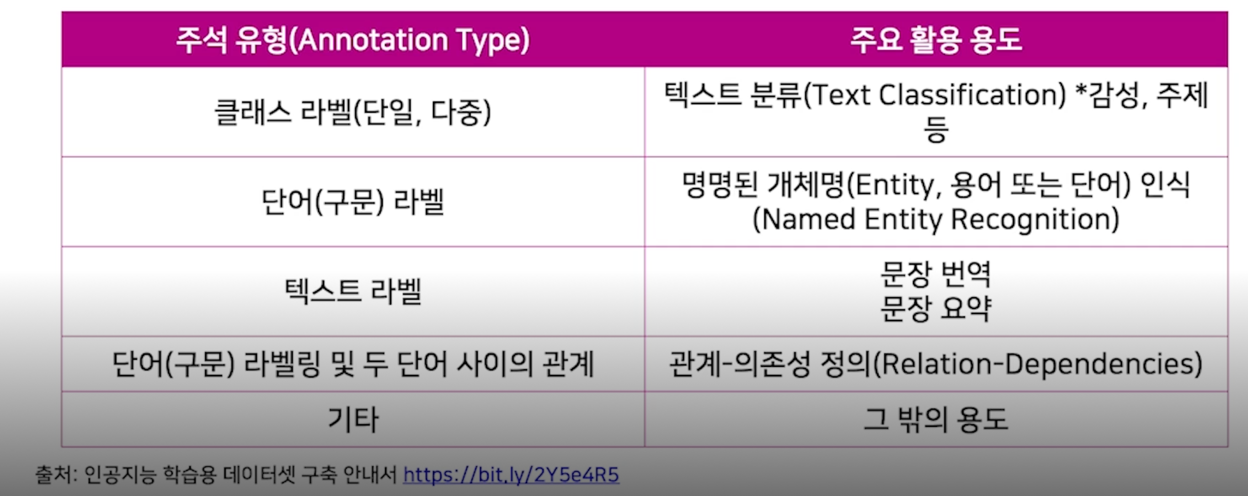 주석 유형(Annotation Type)
주요 활용 용도
클래스 라벨(단일, 다중)
텍스트 분류(Text Classification) *감성, 주제
등
단어(구문) 라벨
명명된 개체명(Entity, 용어 또는 단어) 인식
(Named Entity Recognition)
텍스트 라벨
문장 번역
문장 요약
단어(구문) 라벨링 및 두 단어 사이의 관계
관계-의존성 정의(Relation-Dependencies)
기타
그 밖의 용도
출처: 인공지능 학습용 데이터셋 구축 안내서 https://bit.ly/2Y5e4R5